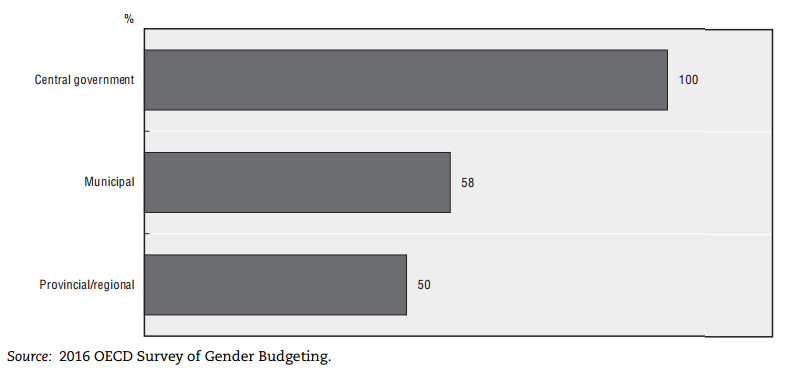 %
Central government
100
Municipal
58
Provincial/regional
50
Source: 2016 OECD Survey of Gender Budgeting.